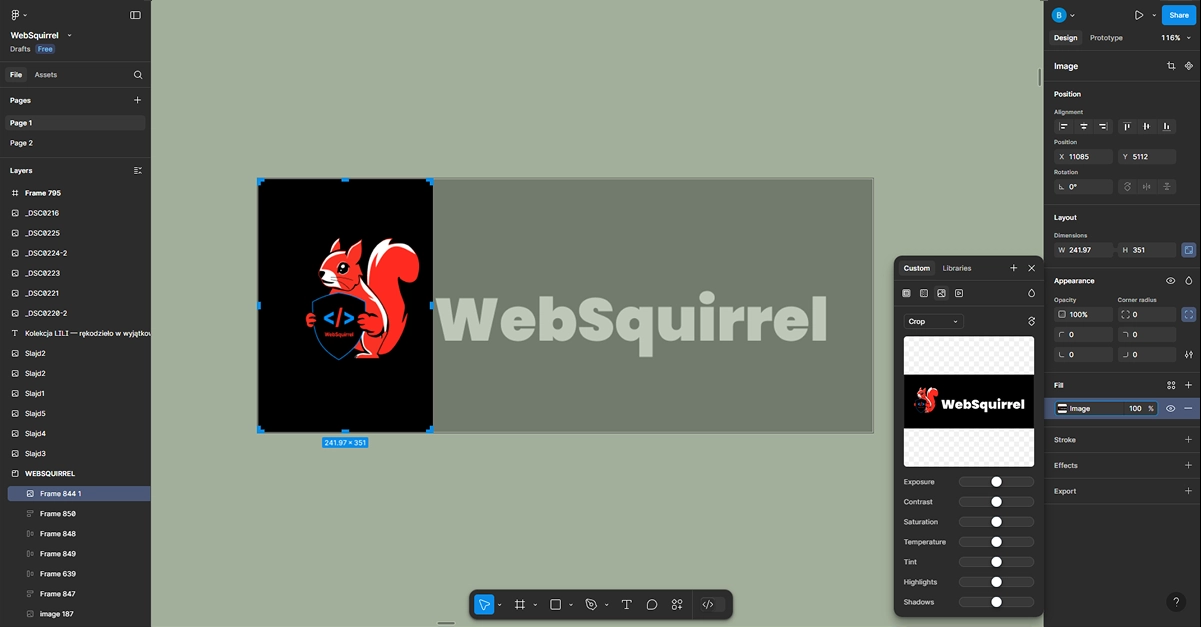 WebSquirrel
Drafts Free
File Assets
Pages
Page 1
Page 2
Layers
Frame 795
_DSC0216
_DSC0225
_DSC0224-2
_DSC0223
_DSC0221
_DSC0220-2
Kolekcja LILI — rękodzieło w wyjątkow
Slajd2
Slajd2
Slajd1
Slajd5
Slajd4
Slajd3
WEBSQUIRREL
Frame 844 1
Frame 850
Frame 848
Frame 849
Frame 639
Frame 847
image 187
</>
WebSquirrel
WebSquirrel
241.97 × 351
Custom Libraries
Crop
WebSquirrel
Exposure
Contrast
Saturation
Temperature
Tint
Highlights
Shadows
B Share
Design Prototype 116%
Image
Position
Alignment
Position
X 11085 Y 5112
Rotation
0°
Layout
Dimensions
W 241.97 H 351
Appearance
Opacity Corner radius
100% 0
0 0
0 0
Fill
Image 100 %
Stroke
Effects
Export
?